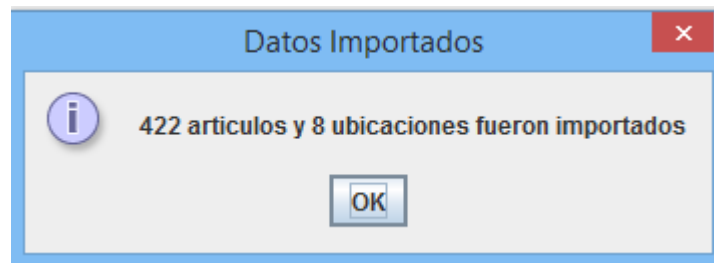 Datos Importados
422 articulos y 8 ubicaciones fueron importados
OK